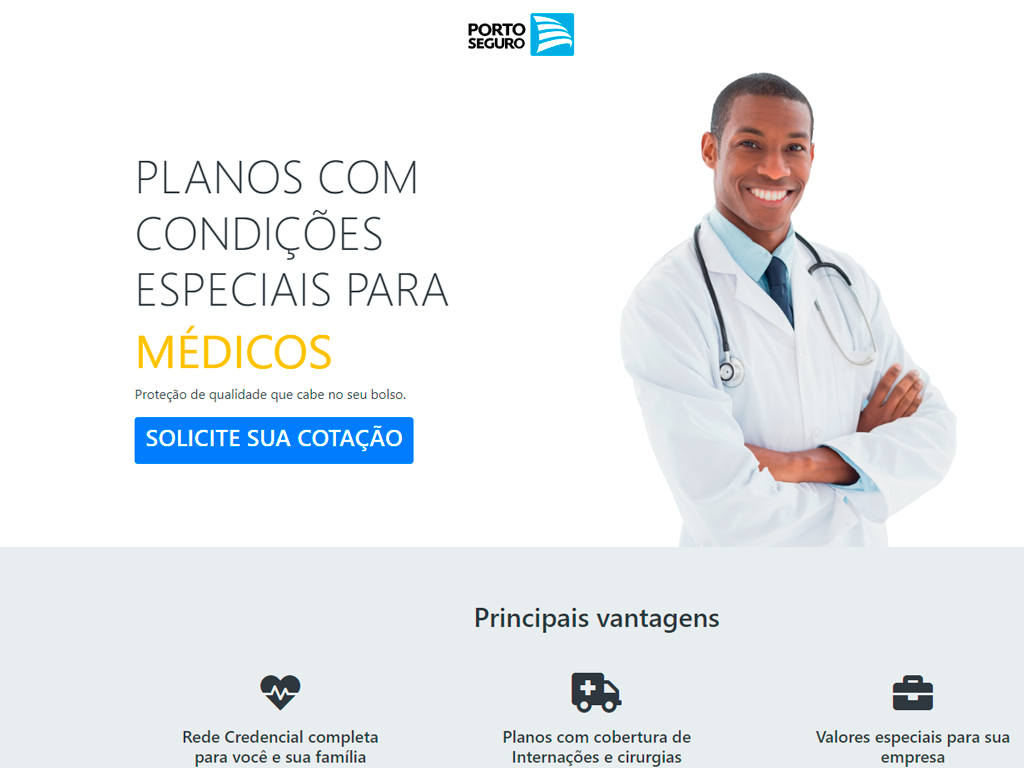 PORTO
SEGURO
PLANOS COM
CONDIÇÕES
ESPECIAIS PARA
MÉDICOS
Proteção de qualidade que cabe no seu bolso.
SOLICITE SUA COTAÇÃO
Principais vantagens
Rede Credencial completa
para você e sua família
Planos com cobertura de
Internações e cirurgias
Valores especiais para sua
empresa